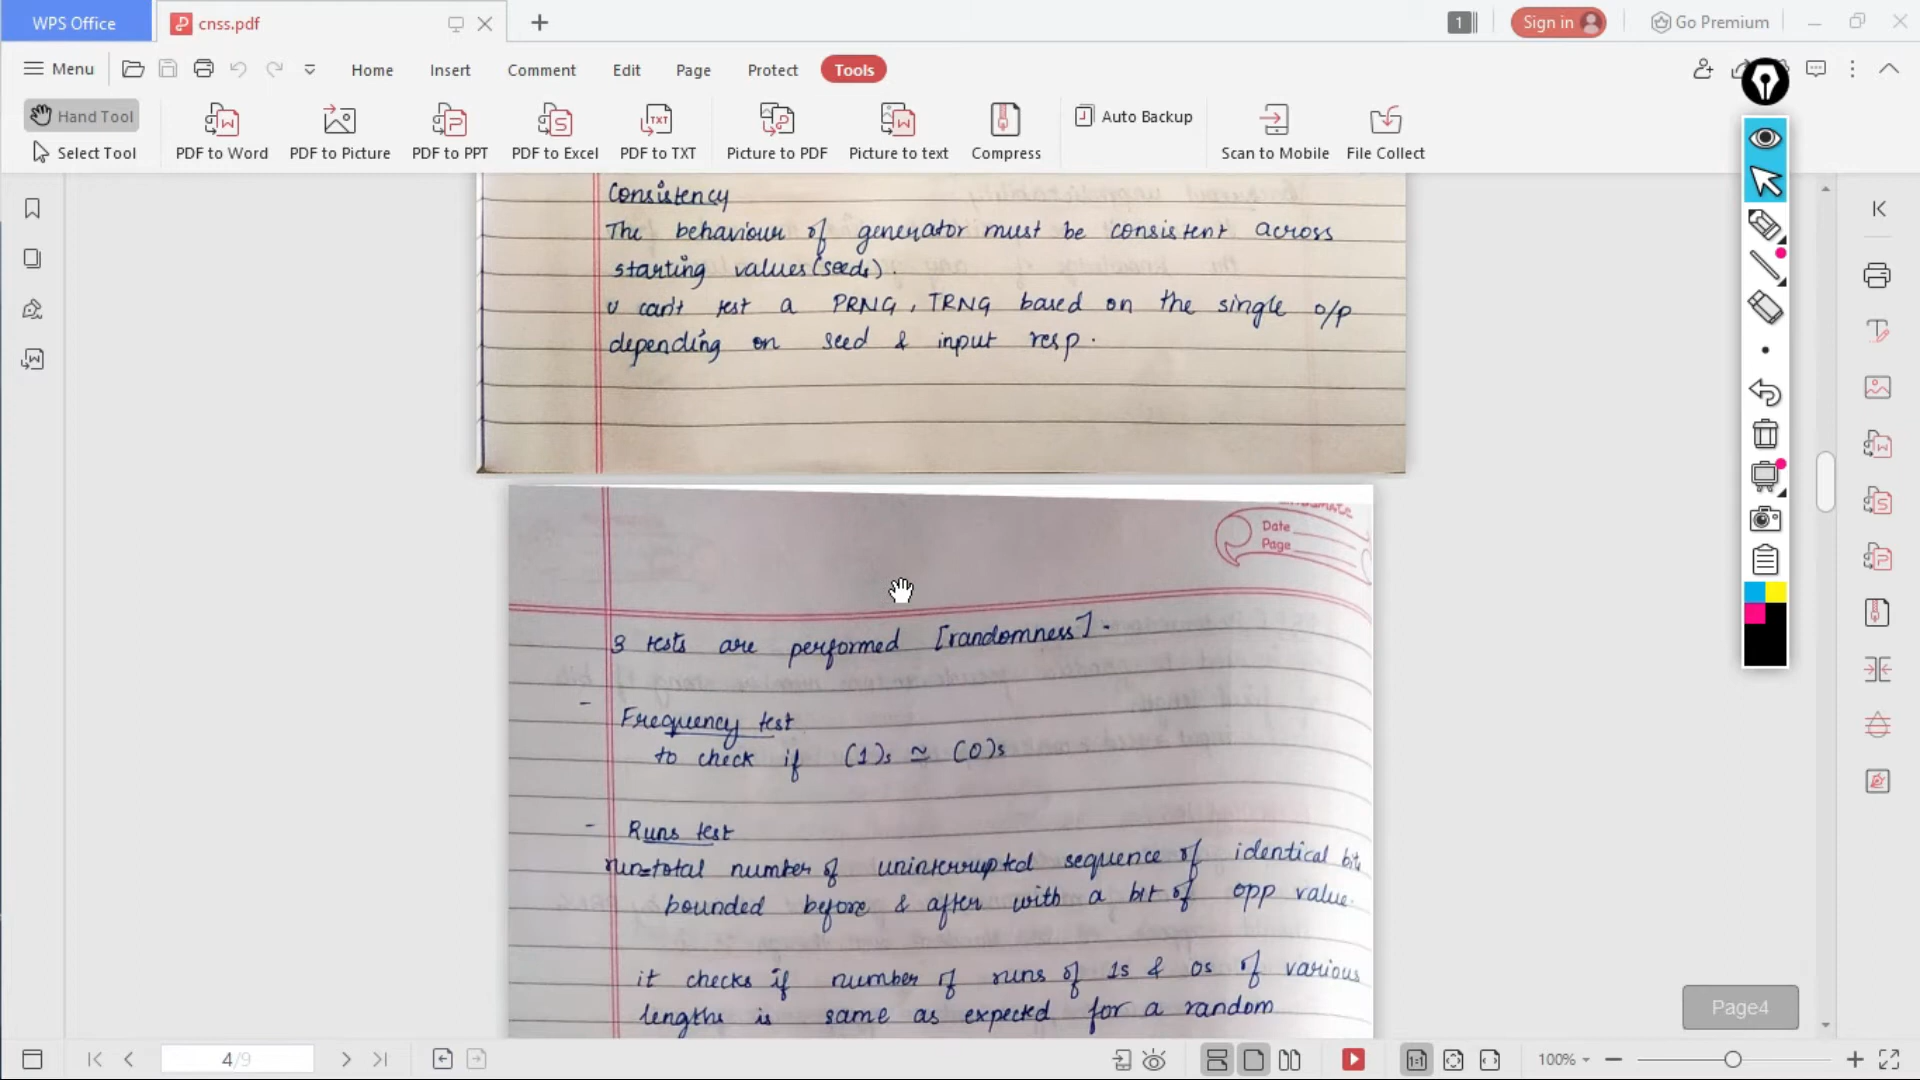 WPS Office
cnss.pdf
1
Sign in
Go Premium
Menu
Home
Insert
Comment
Edit
Page
Protect
Tools
Hand Tool
Select Tool
PDF to Word
PDF to Picture
PDF to PPT
PDF to Excel
PDF to TXT
Picture to PDF
Picture to text
Compress
Auto Backup
Scan to Mobile
File Collect
Consistency
The behaviour of generator must be consistent across
starting values (seeds).
U can't test a PRNG, TRNG based on the single o/p
depending on seed & input resp.
Date
Page
3 tests are performed [randomness].
- Frequency test
to check if (1)s ≃ (0)s
- Runs test
run=total number of uninterrupted sequence of identical bits
bounded before & after with a bit of opp value.
it checks if number of runs of 1s & 0s of various
lengths is same as expected for a random
Page4
4/9
100%